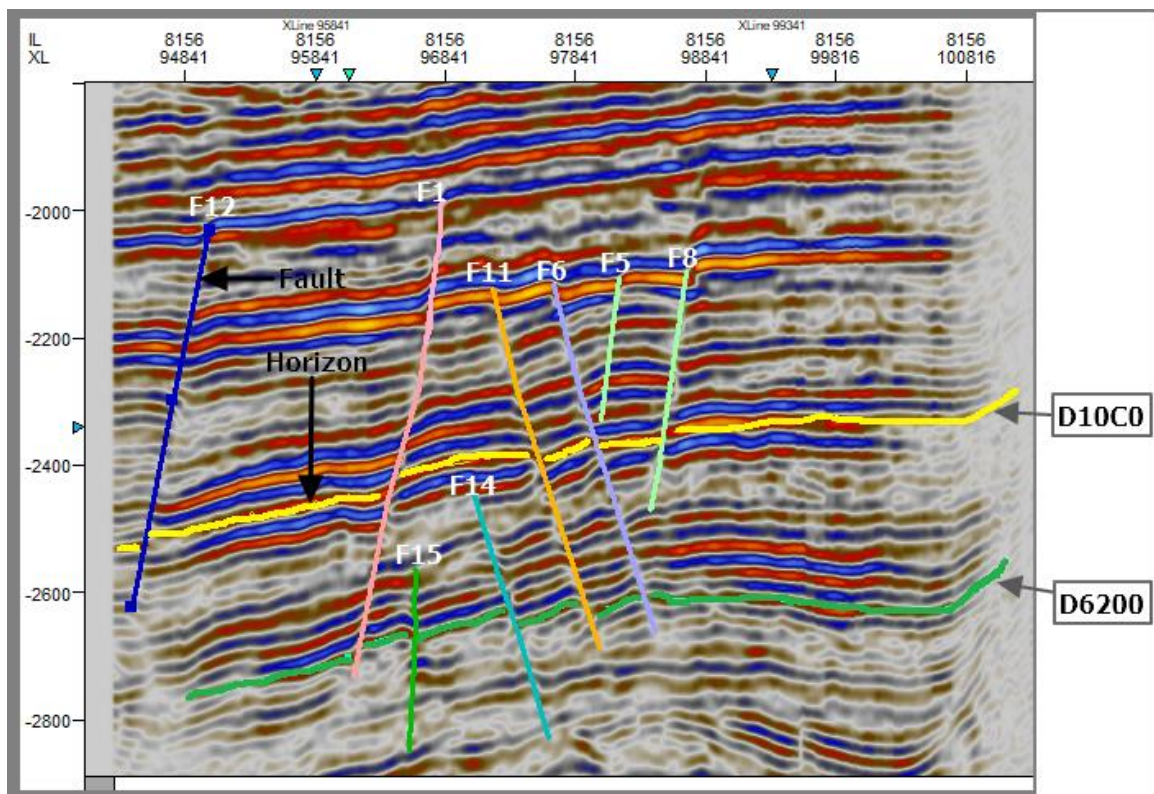 XLine 95841 XLine 99341
IL 8156 8156 8156 8156 8156 8156 8156
XL 94841 95841 96841 97841 98841 99816 100816
F1
-2000
F12
F11 F6 F5 F8
Fault
-2200
Horizon
D10C0
-2400
F14
F15
-2600
D6200
-2800